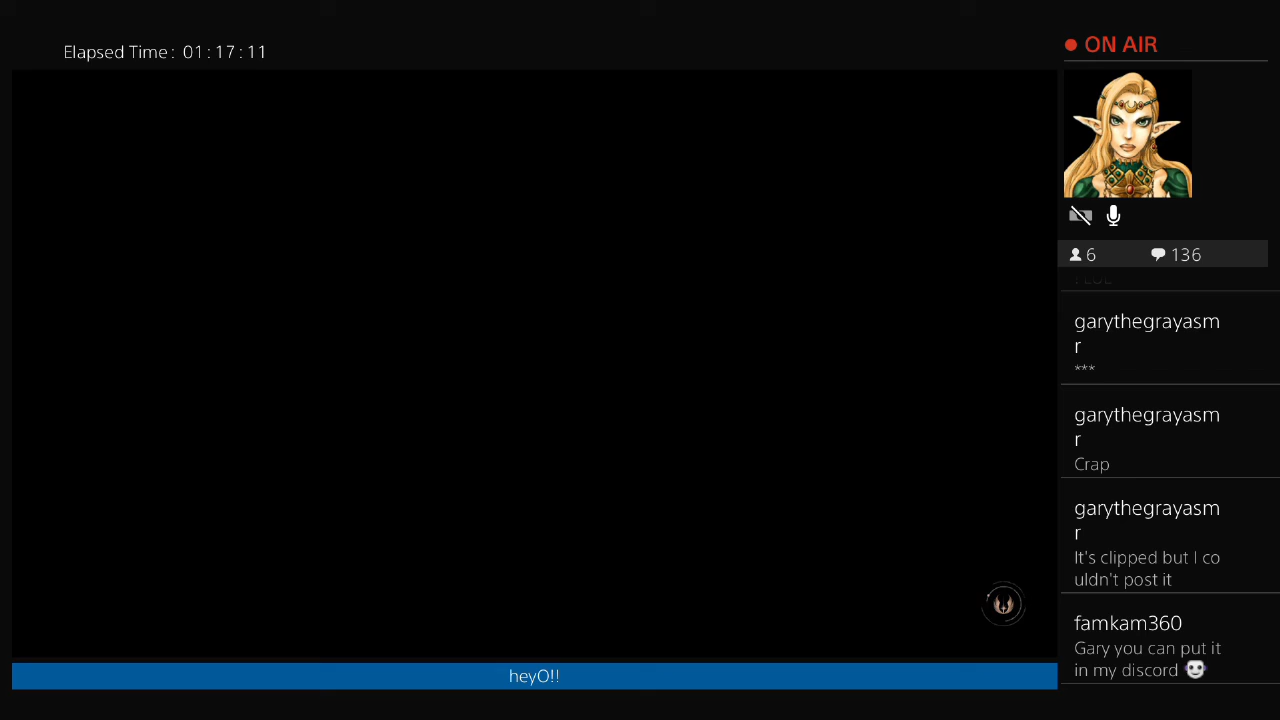 Elapsed Time: 01:17:11
ON AIR
6 136
garythegrayasm
r
***
garythegrayasm
r
Crap
garythegrayasm
r
It's clipped but I co
uldn't post it
famkam360
Gary you can put it
in my discord
heyO!!